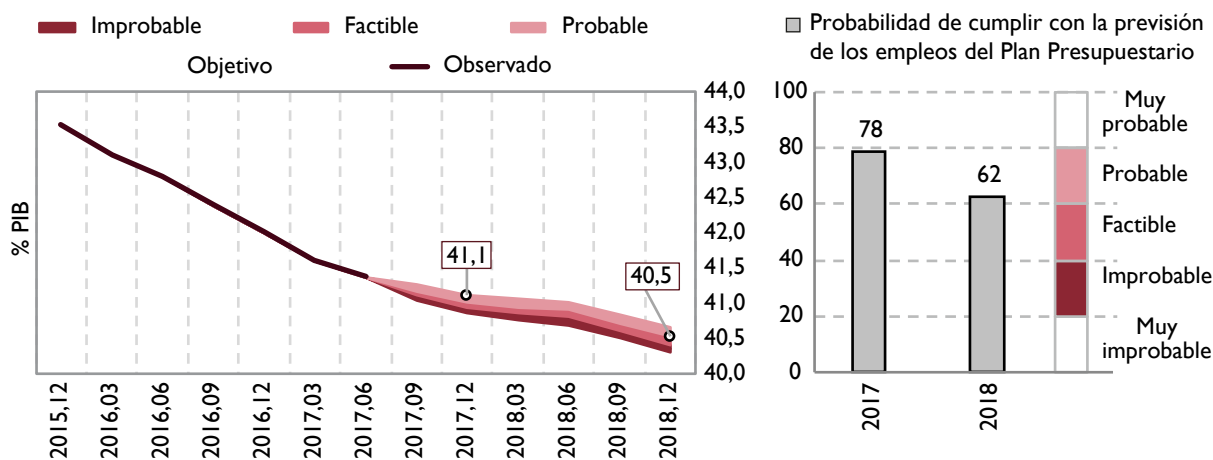 Improbable
Factible
Probable
Objetivo
Observado
% PIB
44,0
43,5
43,0
42,5
42,0
41,5
41,0
40,5
40,0
41,1
40,5
2015,12
2016,03
2016,06
2016,09
2016,12
2017,03
2017,06
2017,09
2017,12
2018,03
2018,06
2018,09
2018,12
Probabilidad de cumplir con la previsión
de los empleos del Plan Presupuestario
100
80
60
40
20
0
78
62
2017
2018
Muy
probable
Probable
Factible
Improbable
Muy
improbable